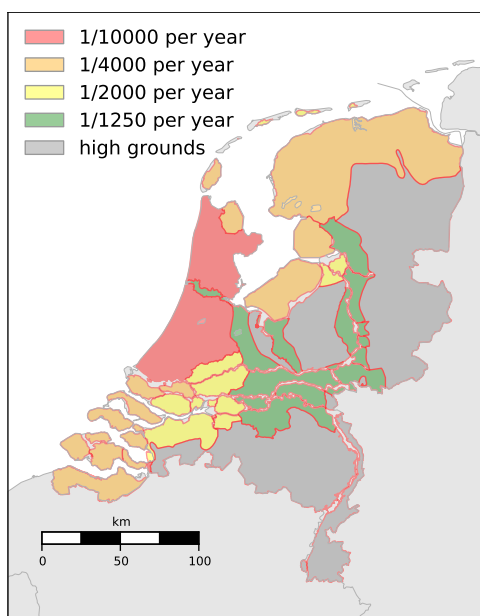 1/10000 per year
1/4000 per year
1/2000 per year
1/1250 per year
high grounds
km
0 50 100